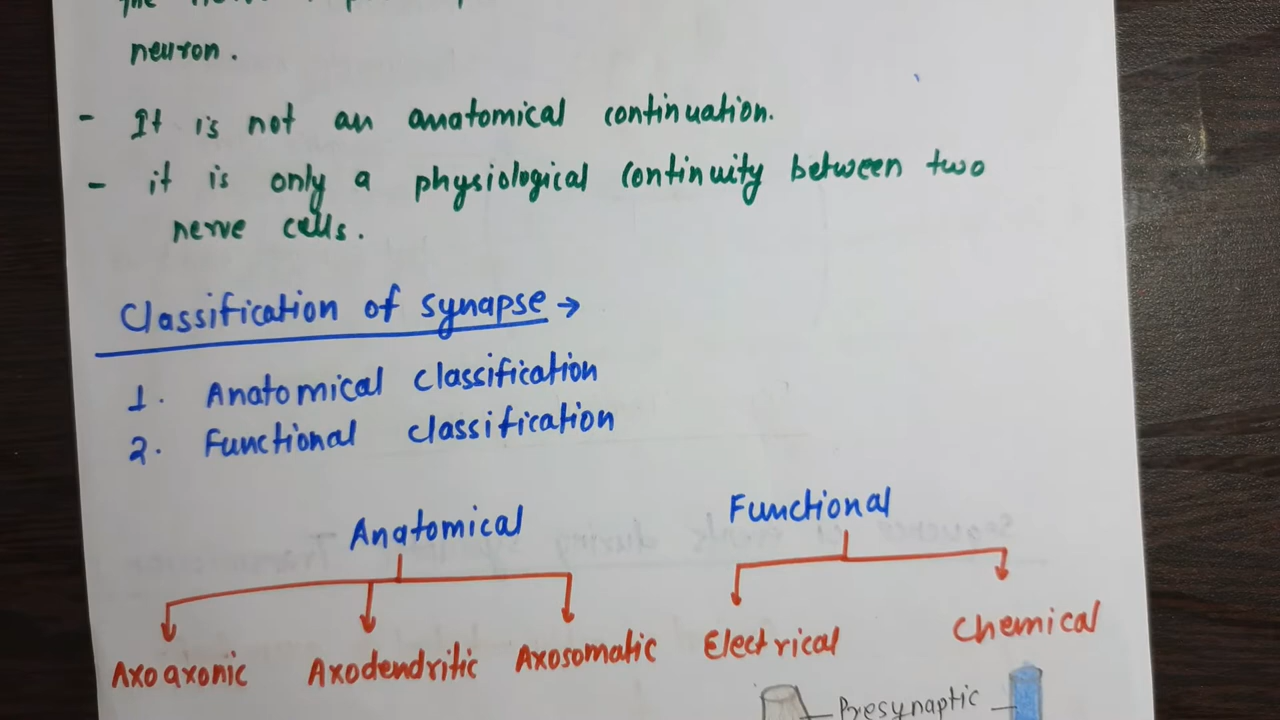 neuron.
- It is not an anatomical continuation.
- it is only a physiological continuity between two
nerve cells.
Classification of synapse →
1. Anatomical classification
2. Functional classification
Anatomical
Functional
Axoaxonic
Axodendritic
Axosomatic
Electrical
Chemical
Presynaptic